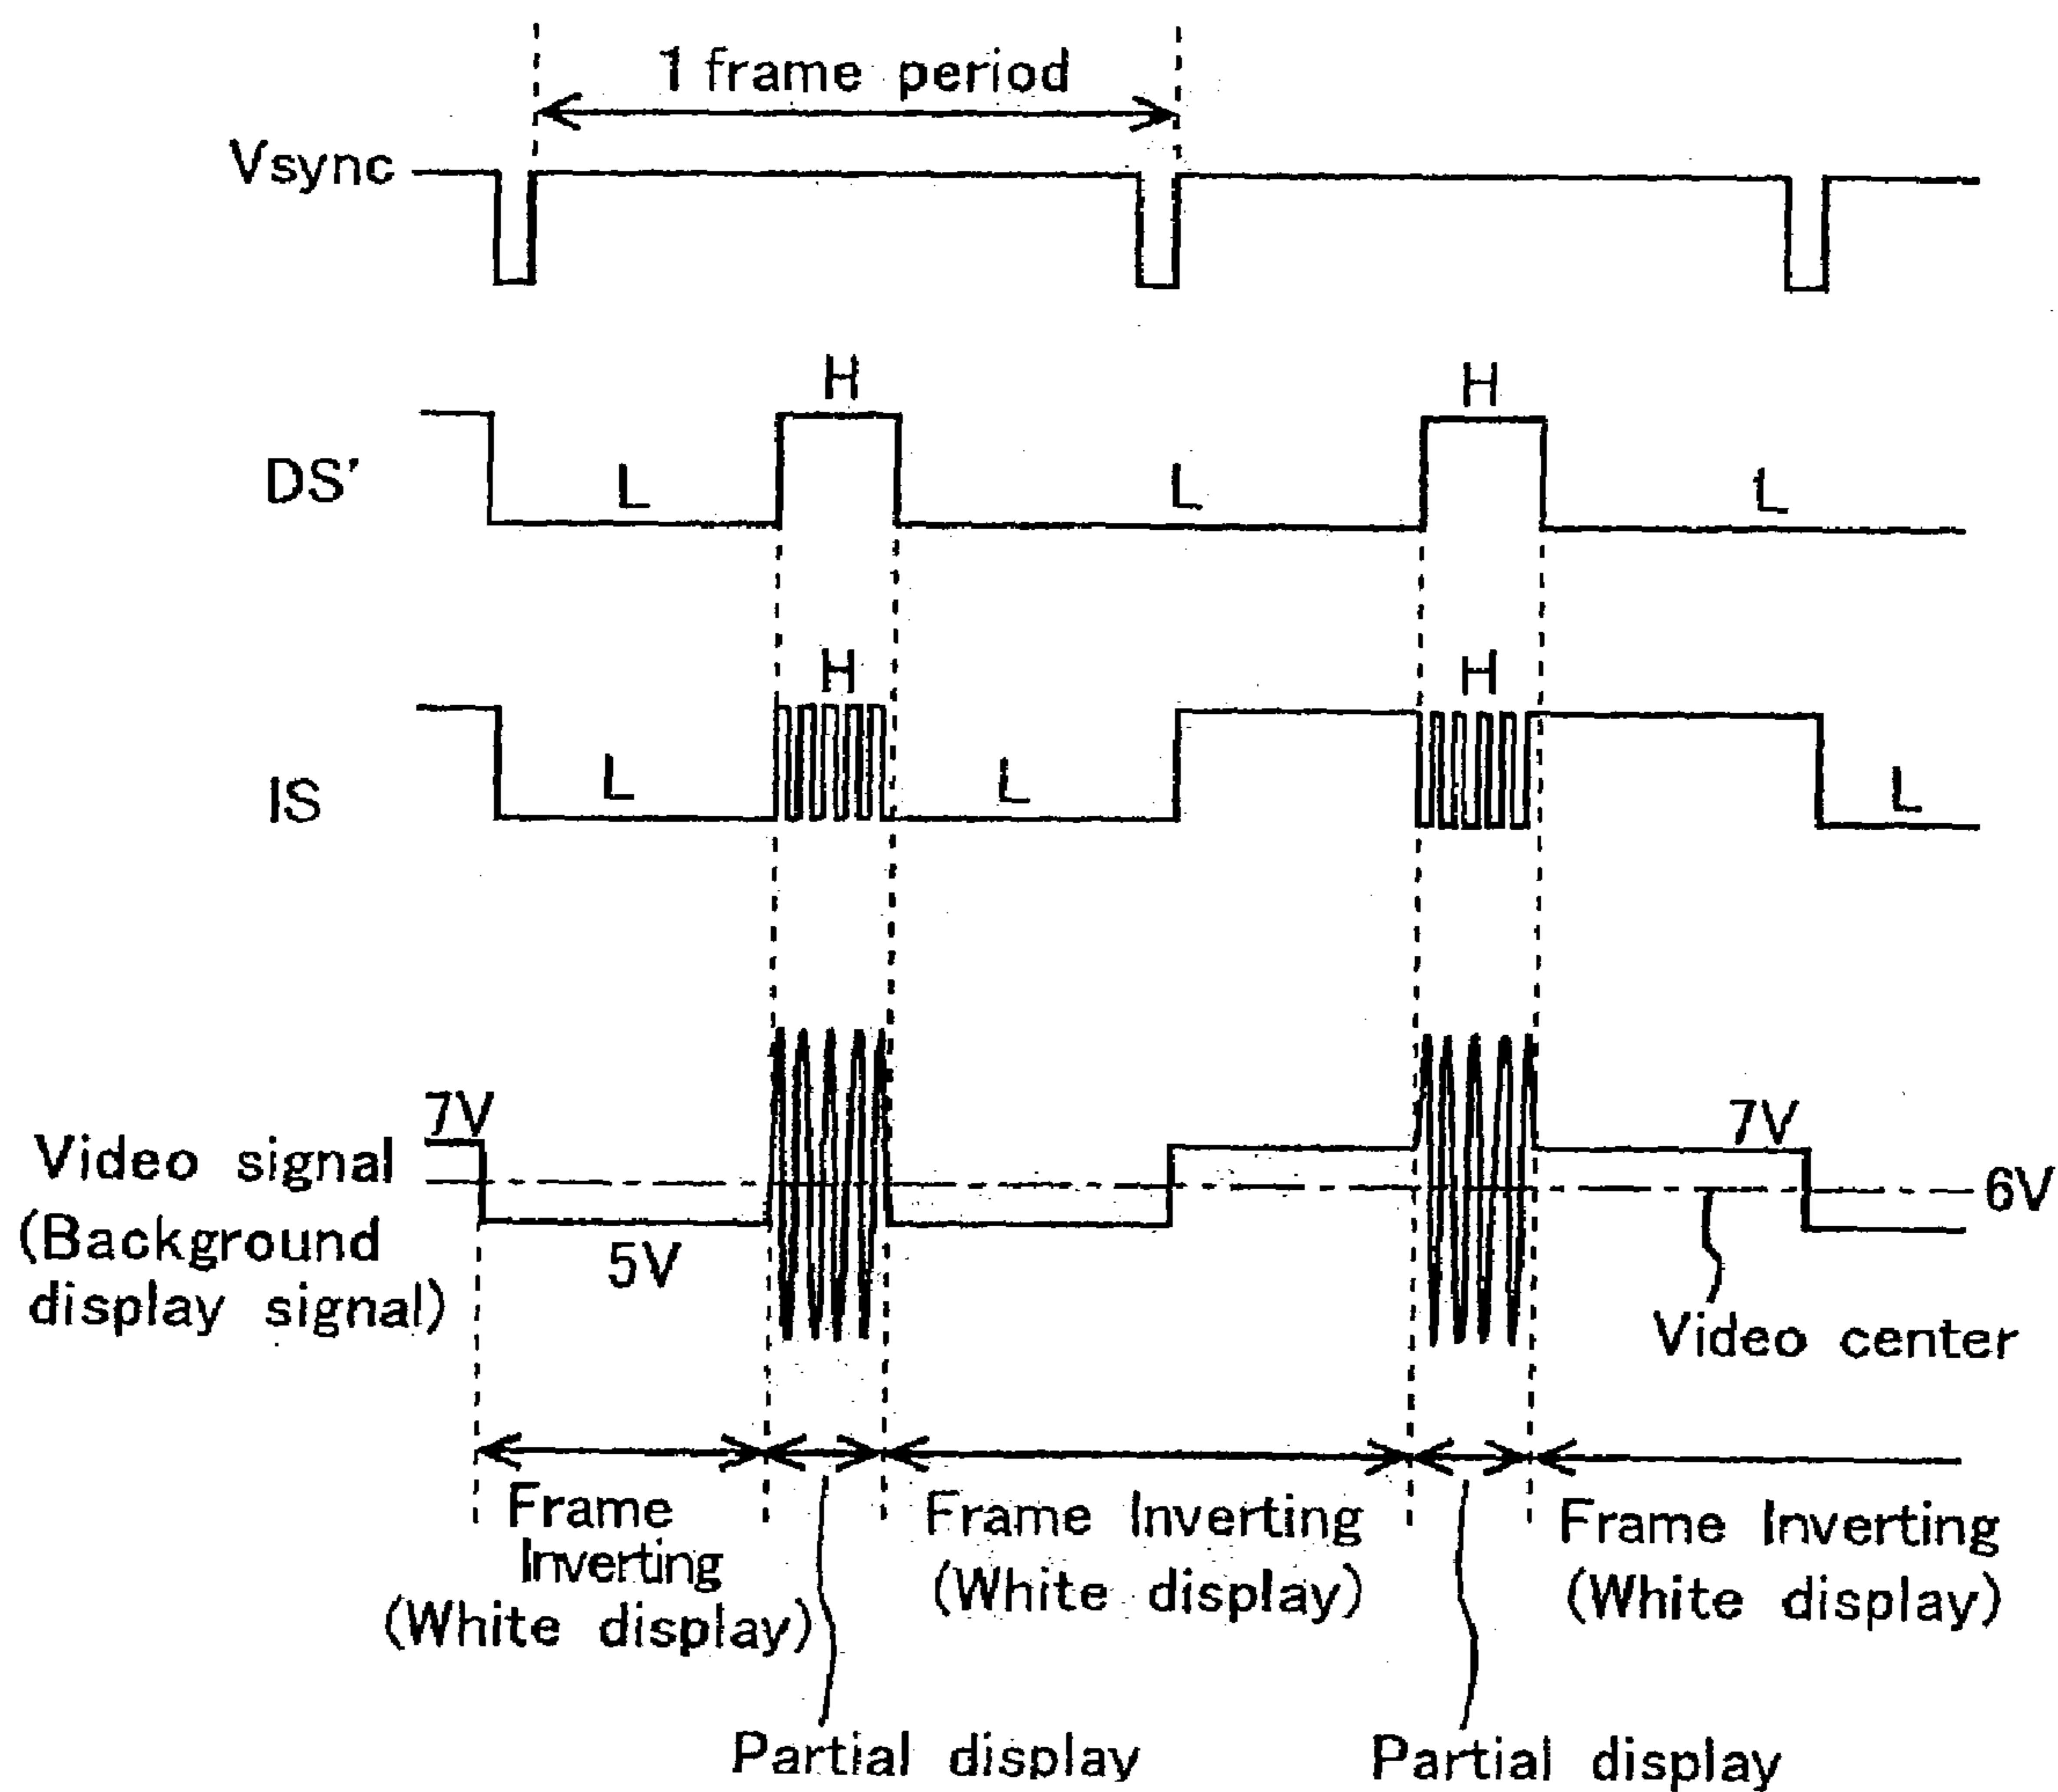 1 frame period
Vsync
H
H
DS'
L
L
L
H
H
IS
L
L
L
7V
7V
Video signal
6V
(Background
5V
display signal)
Video center
Frame
Inverting
(White display)
Frame Inverting
(White display)
Frame Inverting
(White display)
Partial display
Partial display